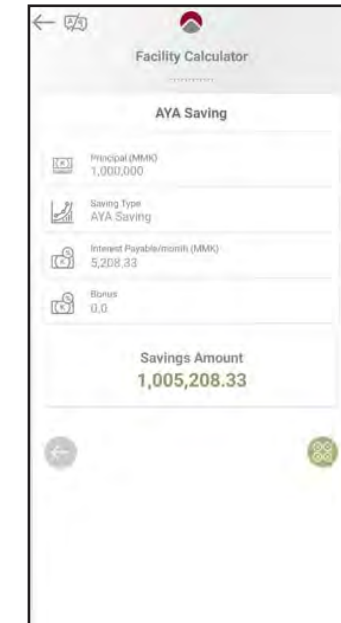 Facility Calculator
AYA Saving
Principal (MMK)
1,000,000
Saving Type
AYA Saving
Interest Payable/month (MMK)
5,208.33
Bonus
0.0
Savings Amount
1,005,208.33